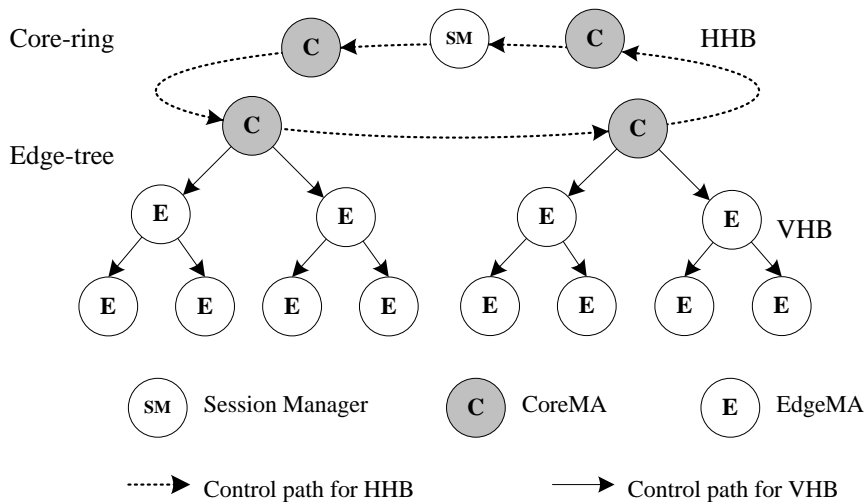 Core-ring
C
SM
C
HHB
C
C
Edge-tree
E
E
E
E
VHB
E
E
E
E
E
E
E
E
SM Session Manager
C CoreMA
E EdgeMA
Control path for HHB
Control path for VHB